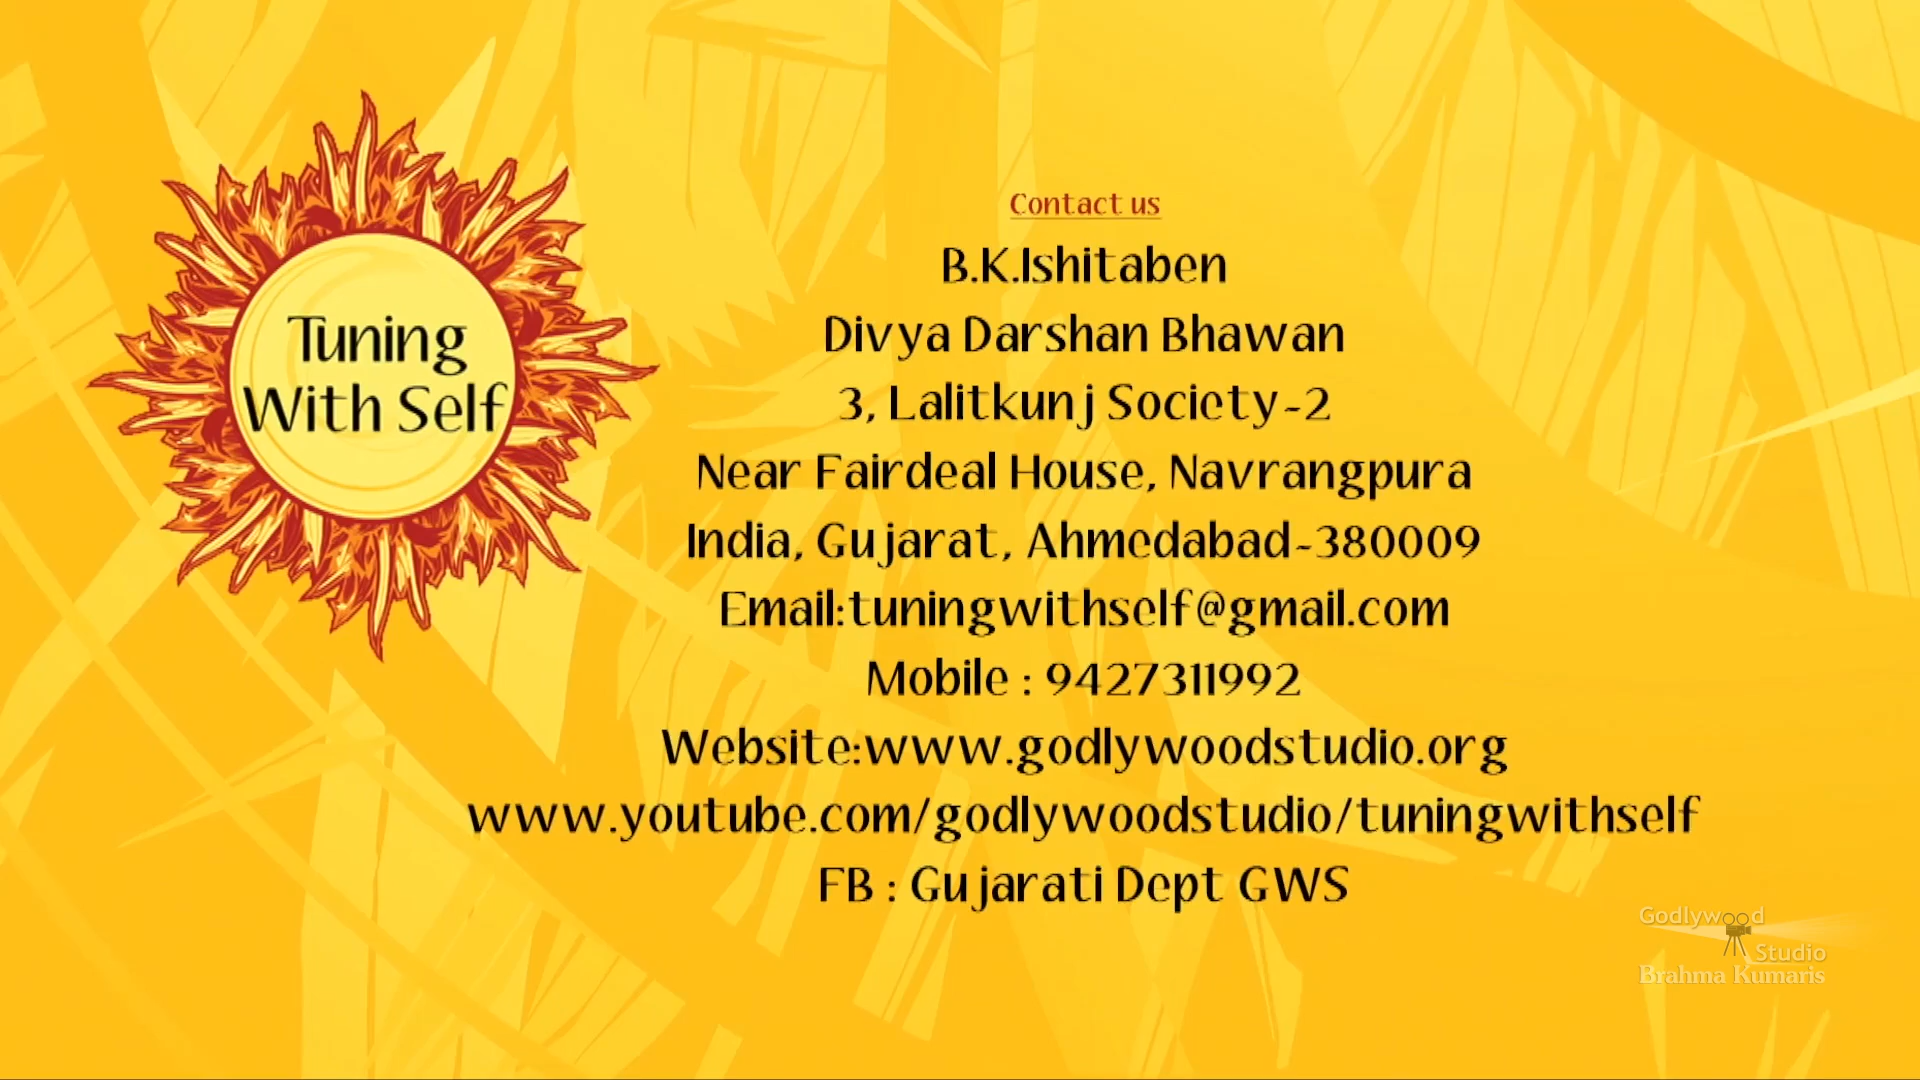 Tuning
With Self
Contact us
B.K.Ishitaben
Divya Darshan Bhawan
3, Lalitkunj Society-2
Near Fairdeal House, Navrangpura
India, Gujarat, Ahmedabad-380009
Email:tuningwithself@gmail.com
Mobile : 9427311992
Website:www.godlywoodstudio.org
www.youtube.com/godlywoodstudio/tuningwithself
FB : Gujarati Dept GWS
Godlywood
Studio
Brahma Kumaris